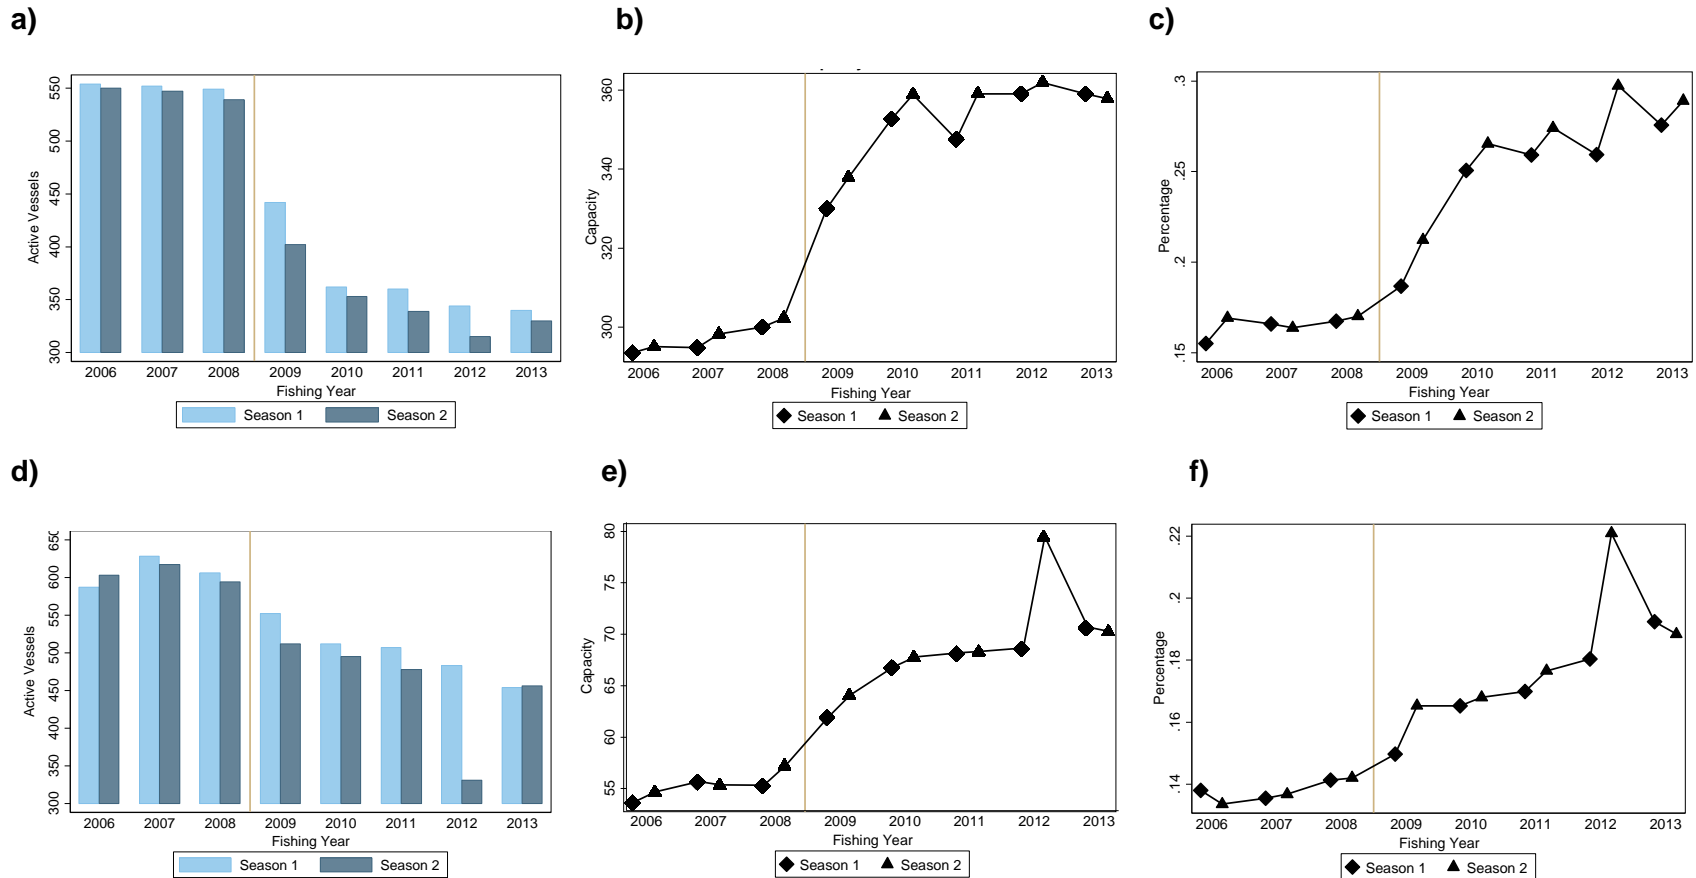 a)
b)
c)
550
500
450
400
350
300
Active Vessels
2006 2007 2008 2009 2010 2011 2012 2013
Fishing Year
Season 1 Season 2
360
340
320
300
Capacity
2006 2007 2008 2009 2010 2011 2012 2013
Fishing Year
Season 1 Season 2
.3
.25
.2
.15
Percentage
2006 2007 2008 2009 2010 2011 2012 2013
Fishing Year
Season 1 Season 2
d)
e)
f)
650
600
550
500
450
400
350
300
Active Vessels
2006 2007 2008 2009 2010 2011 2012 2013
Fishing Year
Season 1 Season 2
80
75
70
65
60
55
Capacity
2006 2007 2008 2009 2010 2011 2012 2013
Fishing Year
Season 1 Season 2
.22
.2
.18
.16
.14
Percentage
2006 2007 2008 2009 2010 2011 2012 2013
Fishing Year
Season 1 Season 2